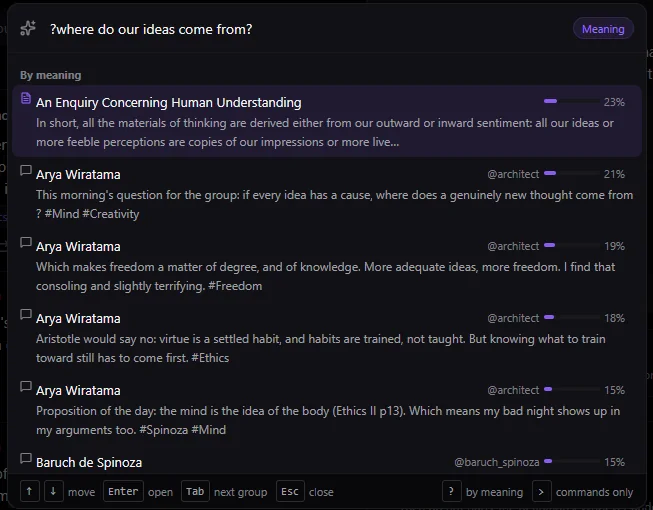 ?where do our ideas come from?
Meaning
By meaning
An Enquiry Concerning Human Understanding
23%
In short, all the materials of thinking are derived either from our outward or inward sentiment: all our ideas or
more feeble perceptions are copies of our impressions or more live...
Arya Wiratama
@architect
21%
This morning's question for the group: if every idea has a cause, where does a genuinely new thought come from
? #Mind #Creativity
Arya Wiratama
@architect
19%
Which makes freedom a matter of degree, and of knowledge. More adequate ideas, more freedom. I find that
consoling and slightly terrifying. #Freedom
Arya Wiratama
@architect
18%
Aristotle would say no: virtue is a settled habit, and habits are trained, not taught. But knowing what to train
toward still has to come first. #Ethics
Arya Wiratama
@architect
15%
Proposition of the day: the mind is the idea of the body (Ethics II p13). Which means my bad night shows up in
my arguments too. #Spinoza #Mind
Baruch de Spinoza
@baruch_spinoza
15%
↑ ↓ move Enter open Tab next group Esc close
? by meaning > commands only